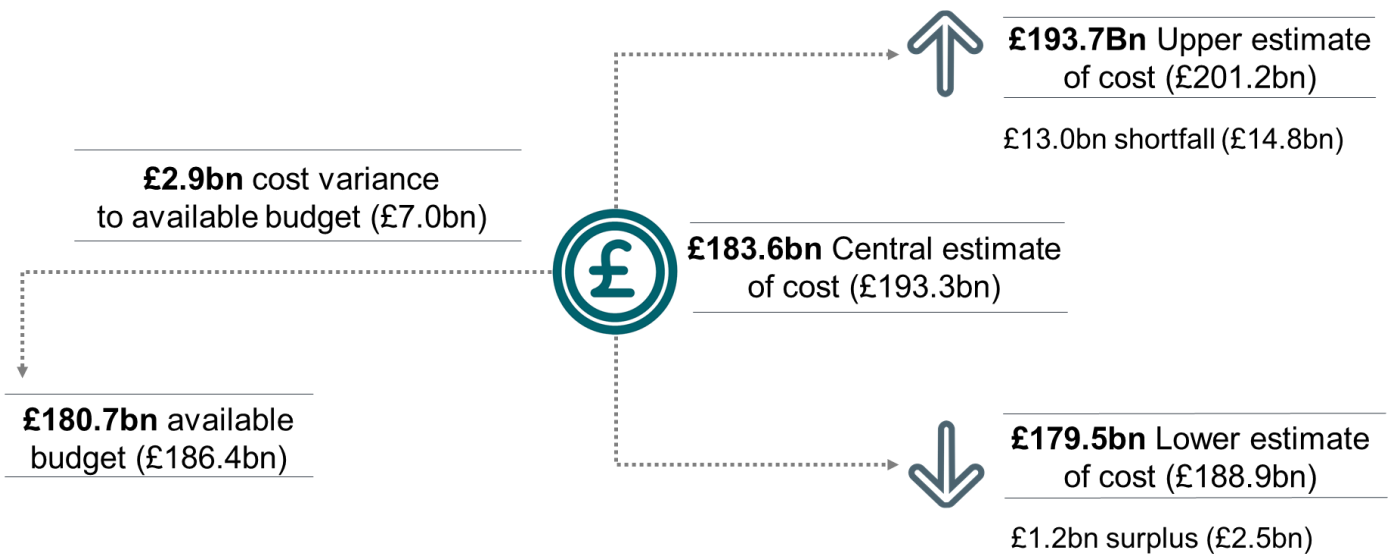 £193.7Bn Upper estimate
of cost (£201.2bn)
£13.0bn shortfall (£14.8bn)
£2.9bn cost variance
to available budget (£7.0bn)
£
£183.6bn Central estimate
of cost (£193.3bn)
£180.7bn available
budget (£186.4bn)
£179.5bn Lower estimate
of cost (£188.9bn)
£1.2bn surplus (£2.5bn)